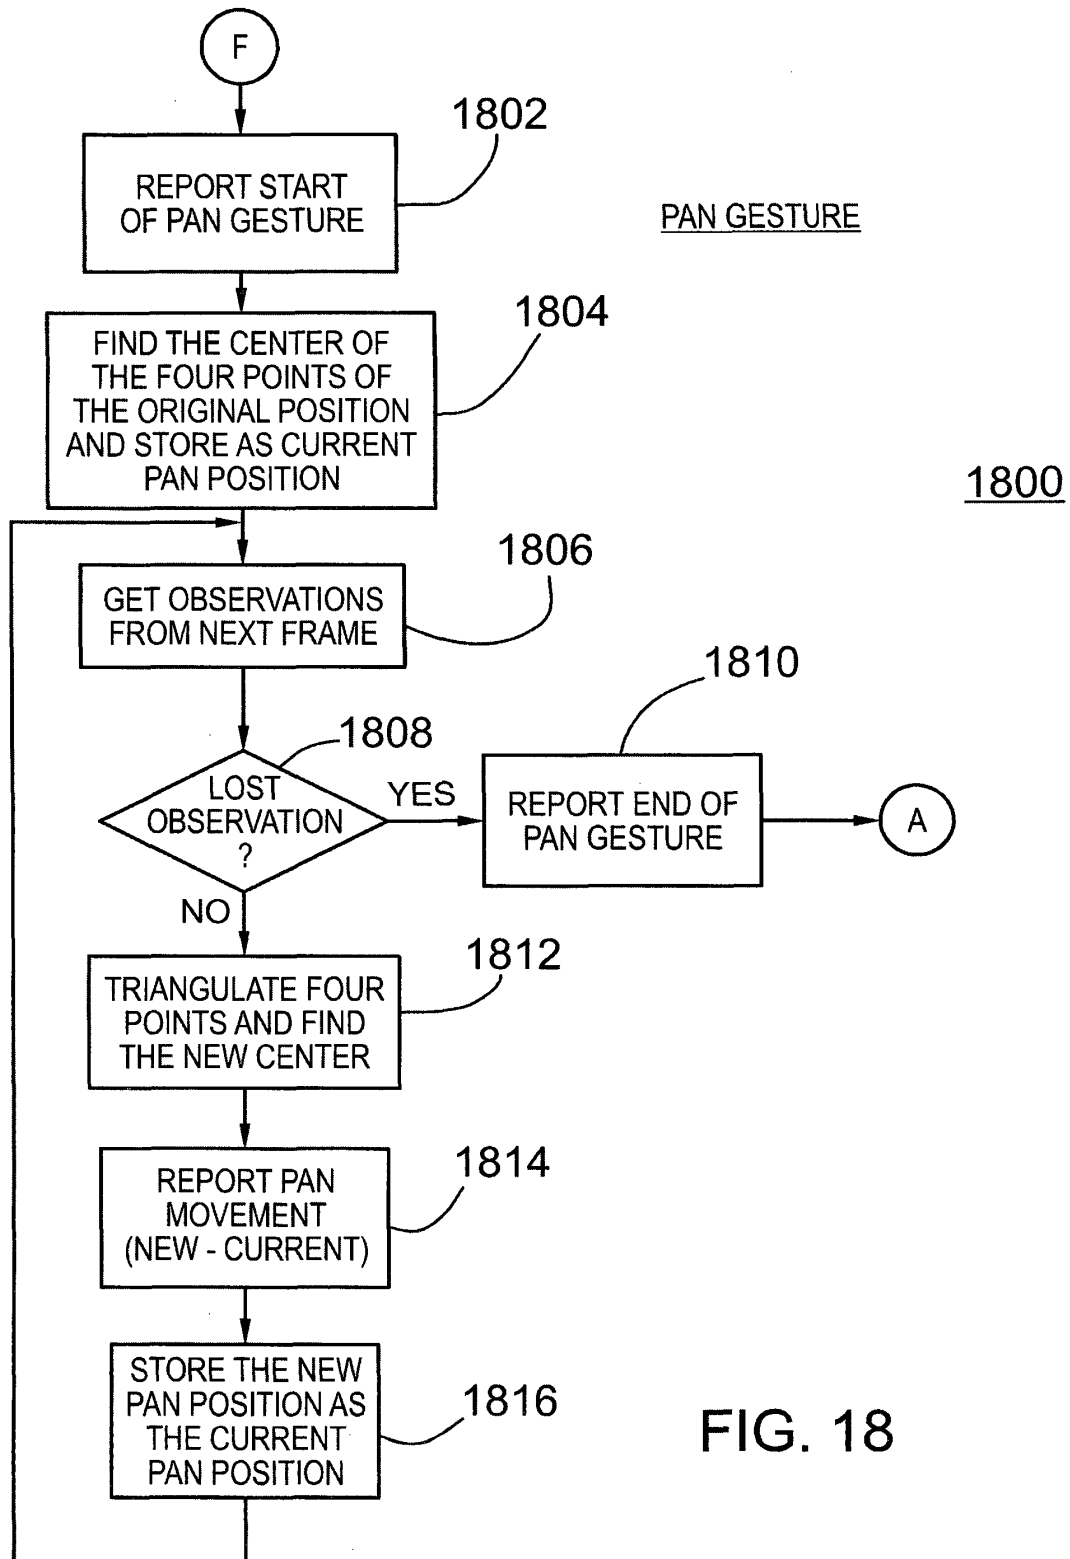 F
1802
REPORT START
OF PAN GESTURE
PAN GESTURE
1804
FIND THE CENTER OF
THE FOUR POINTS OF
THE ORIGINAL POSITION
AND STORE AS CURRENT
PAN POSITION
1800
1806
GET OBSERVATIONS
FROM NEXT FRAME
1810
1808
LOST
OBSERVATION
?
YES
REPORT END OF
PAN GESTURE
A
NO
1812
TRIANGULATE FOUR
POINTS AND FIND
THE NEW CENTER
1814
REPORT PAN
MOVEMENT
(NEW - CURRENT)
1816
STORE THE NEW
PAN POSITION AS
THE CURRENT
PAN POSITION
FIG. 18